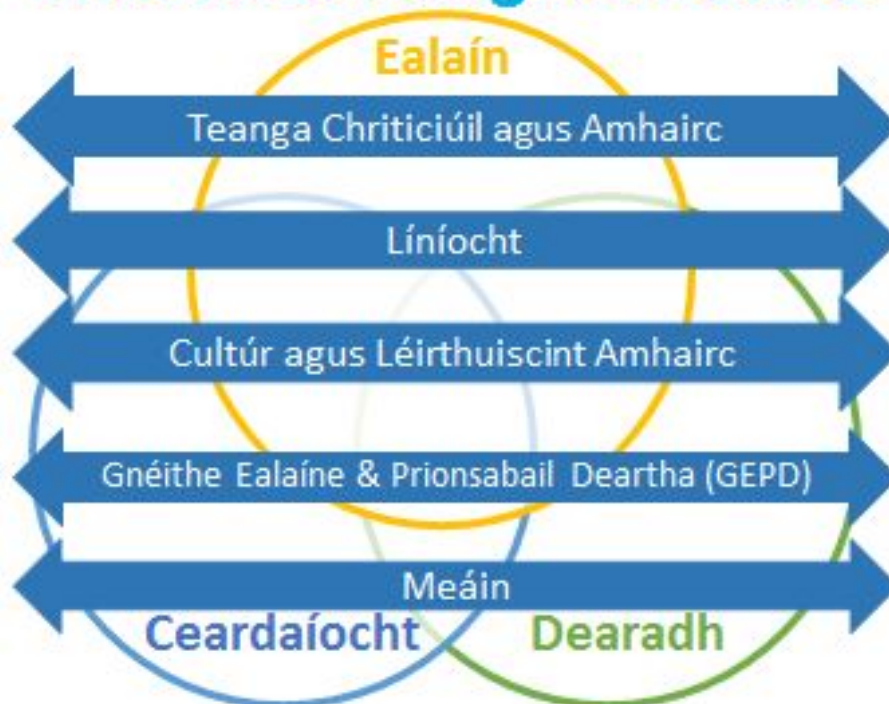 Ealaín
Teanga Chriticiúil agus Amhairc
Líníocht
Cultúr agus Léirthuiscint Amhairc
Gnéithe Ealaíne & Prionsabail Deartha (GEPD)
Meáin
Ceardaíocht
Dearadh